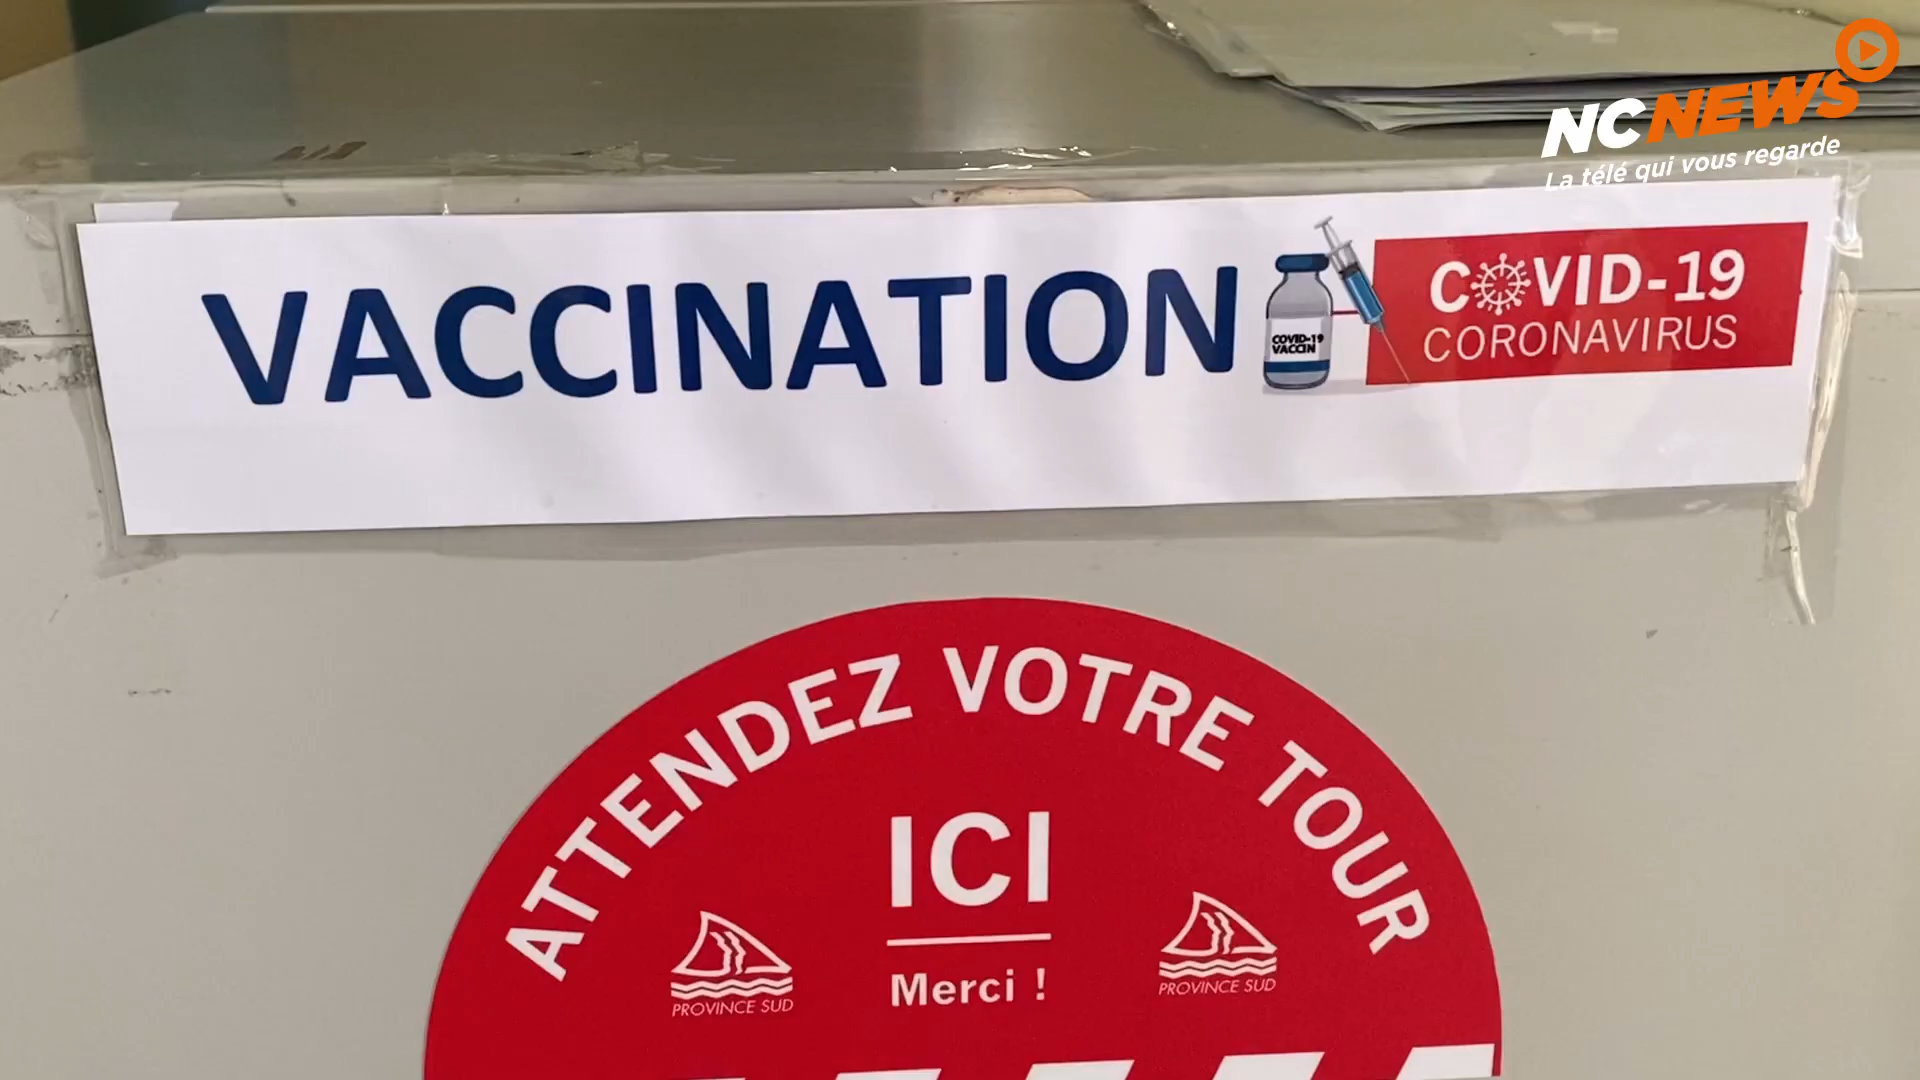 NCNEWS
La télé qui vous regarde
VACCINATION
COVID-19
CORONAVIRUS
COVID-19
VACCIN
ATTENDEZ VOTRE TOUR
ICI
Merci !
PROVINCE SUD
PROVINCE SUD